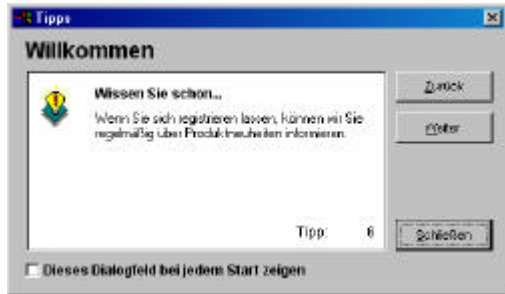 Tipps
Willkommen
Wissen Sie schon...
Wenn Sie sich registrieren lassen, können wir Sie
regelmäßig über Produktneuheiten informieren.
Tipp: 6
Zurück
Weiter
Schließen
Dieses Dialogfeld bei jedem Start zeigen